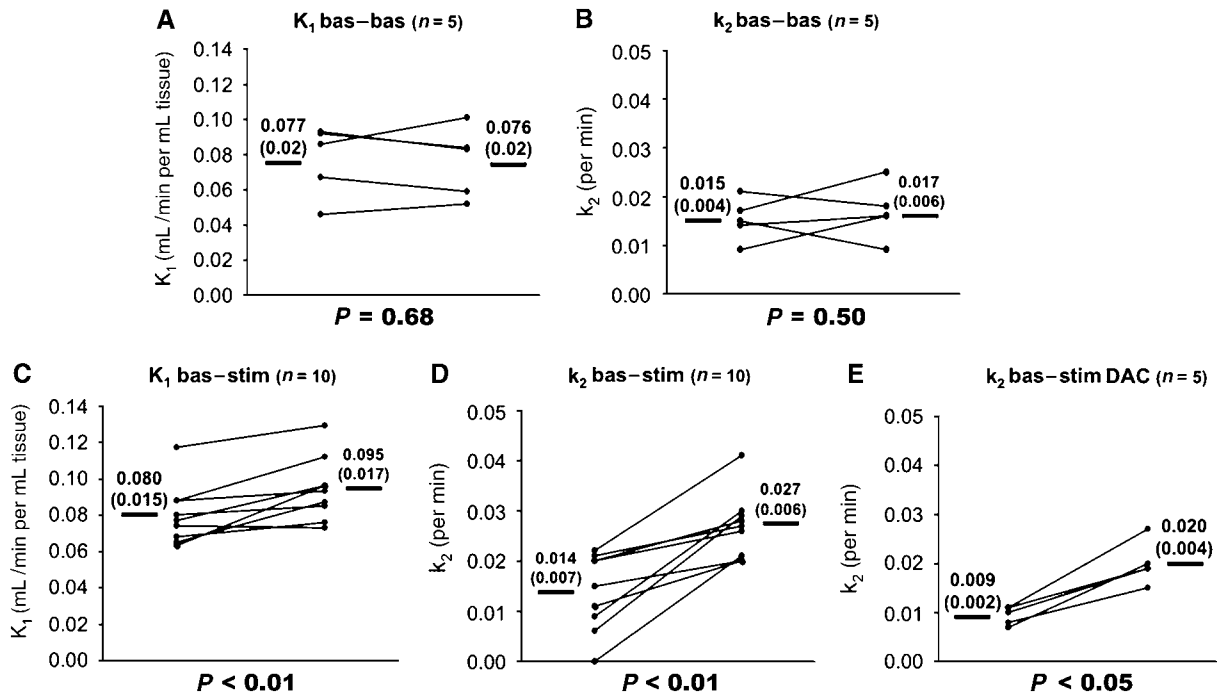 A
K1 bas–bas (n = 5)
K1 (mL /min per mL tissue)
0.14
0.12
0.10
0.08
0.06
0.04
0.02
0.00
0.077
(0.02)
0.076
(0.02)
P = 0.68
B
k2 bas–bas (n = 5)
k2 (per min)
0.05
0.04
0.03
0.02
0.01
0.00
0.015
(0.004)
0.017
(0.006)
P = 0.50
C
K1 bas–stim (n = 10)
K1 (mL /min per mL tissue)
0.14
0.12
0.10
0.08
0.06
0.04
0.02
0.00
0.080
(0.015)
0.095
(0.017)
P < 0.01
D
k2 bas–stim (n = 10)
k2 (per min)
0.05
0.04
0.03
0.02
0.01
0.00
0.014
(0.007)
0.027
(0.006)
P < 0.01
E
k2 bas–stim DAC (n = 5)
k2 (per min)
0.05
0.04
0.03
0.02
0.01
0.00
0.009
(0.002)
0.020
(0.004)
P < 0.05